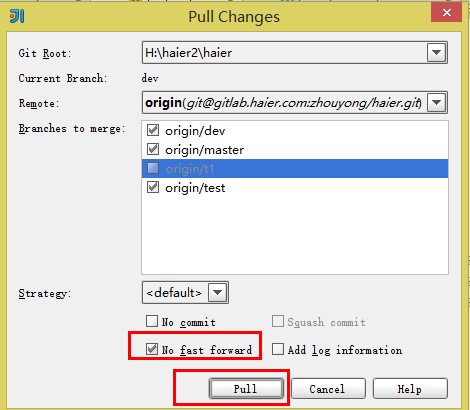 Pull Changes
Git Root: H:\haier2\haier
Current Branch: dev
Remote: origin(git@gitlab.haier.com:zhouyong/haier.git)
Branches to merge: origin/dev
origin/master
origin/t1
origin/test
Strategy: <default>
No commit Squash commit
No fast forward Add log information
Pull Cancel Help